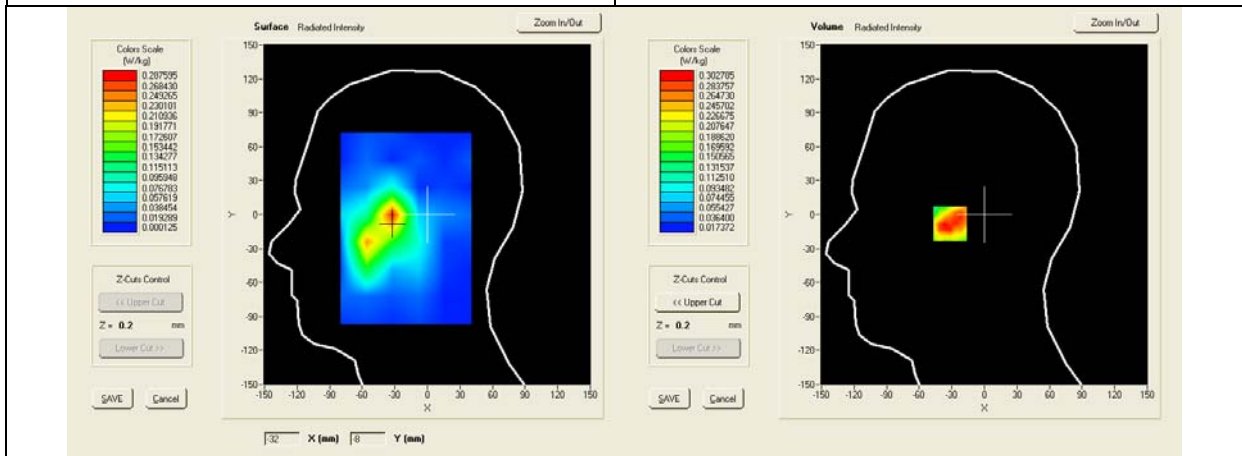 Surface Radiated Intensity
Zoom In/Out
Colors Scale
(W/kg)
0.287595
0.268430
0.249265
0.230101
0.210936
0.191771
0.172607
0.153442
0.134277
0.115113
0.095948
0.076783
0.057619
0.038454
0.019289
0.000125
Z-Cuts Control
<< Upper Cut
Z = 0.2 mm
Lower Cut >>
SAVE Cancel
150
120
90
60
30
0
-30
-60
-90
-120
-150
Y
-150 -120 -90 -60 -30 0 30 60 90 120 150
X
-32 X (mm) -8 Y (mm)
Volume Radiated Intensity
Zoom In/Out
Colors Scale
(W/kg)
0.302785
0.283757
0.264730
0.245702
0.226675
0.207647
0.188620
0.169592
0.150565
0.131537
0.112510
0.093482
0.074455
0.055427
0.036400
0.017372
Z-Cuts Control
<< Upper Cut
Z = 0.2 mm
Lower Cut >>
SAVE Cancel
150
120
90
60
30
0
-30
-60
-90
-120
-150
Y
-150 -120 -90 -60 -30 0 30 60 90 120 150
X